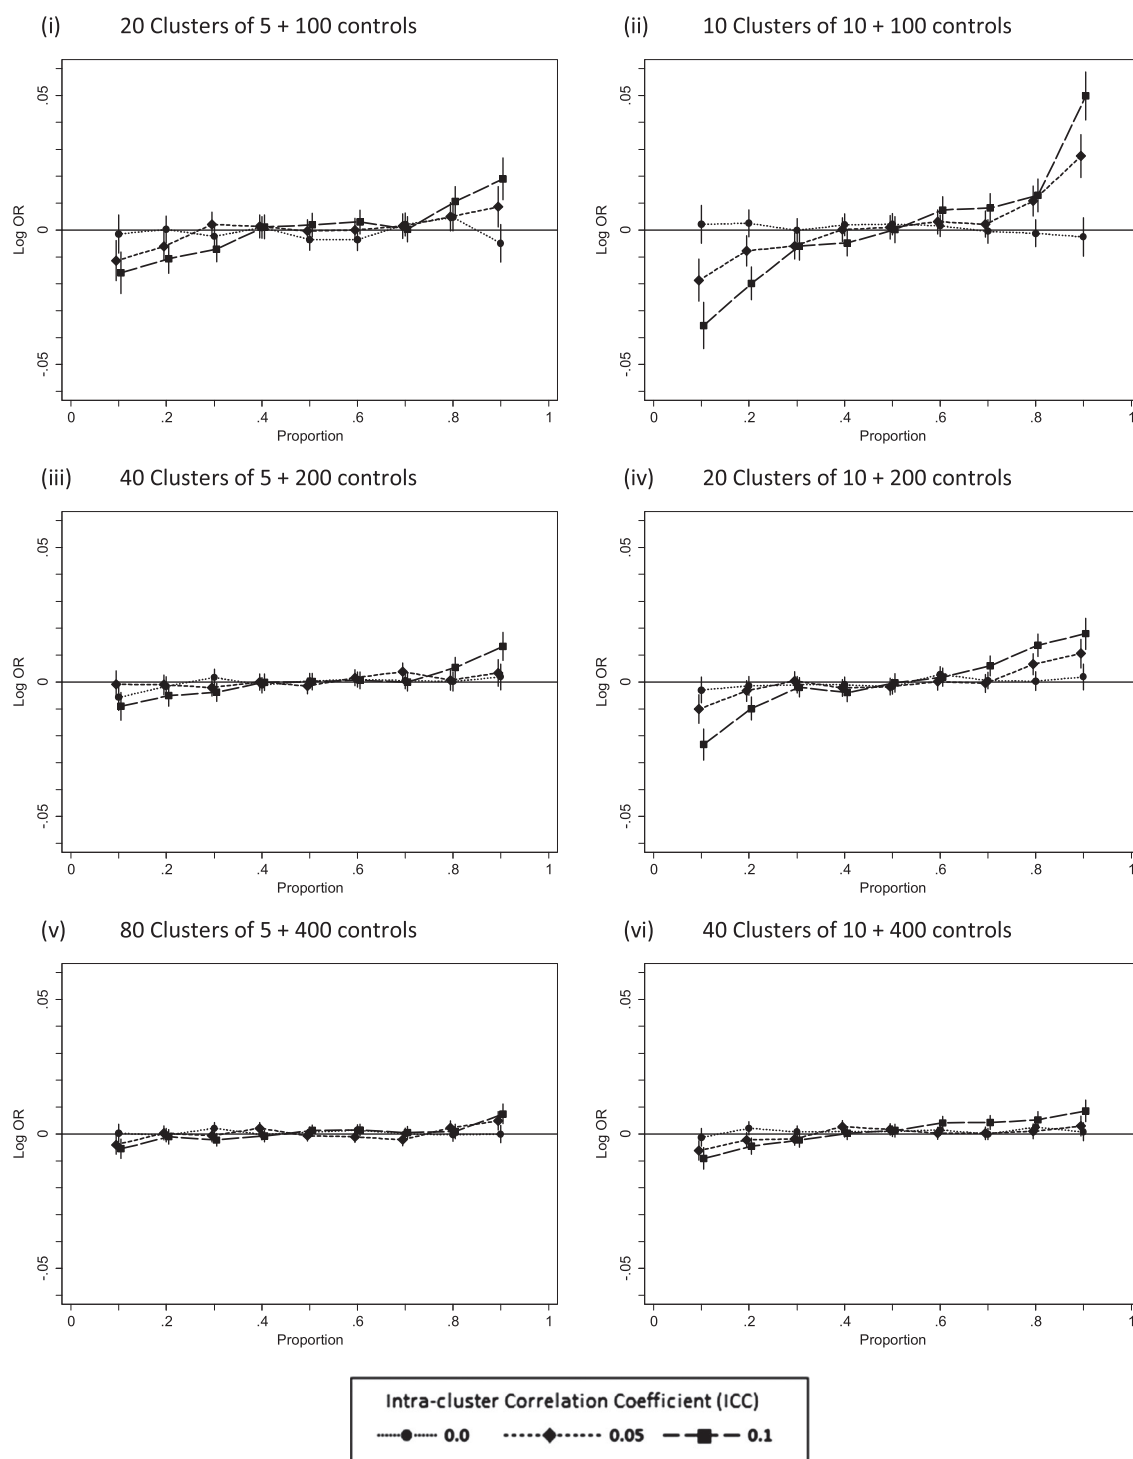 (i) 20 Clusters of 5 + 100 controls
.05
0
-.05
Log OR
0 .2 .4 .6 .8 1
Proportion
(ii) 10 Clusters of 10 + 100 controls
.05
0
-.05
Log OR
0 .2 .4 .6 .8 1
Proportion
(iii) 40 Clusters of 5 + 200 controls
.05
0
-.05
Log OR
0 .2 .4 .6 .8 1
Proportion
(iv) 20 Clusters of 10 + 200 controls
.05
0
-.05
Log OR
0 .2 .4 .6 .8 1
Proportion
(v) 80 Clusters of 5 + 400 controls
.05
0
-.05
Log OR
0 .2 .4 .6 .8 1
Proportion
(vi) 40 Clusters of 10 + 400 controls
.05
0
-.05
Log OR
0 .2 .4 .6 .8 1
Proportion
Intra-cluster Correlation Coefficient (ICC)
0.0 0.05 0.1